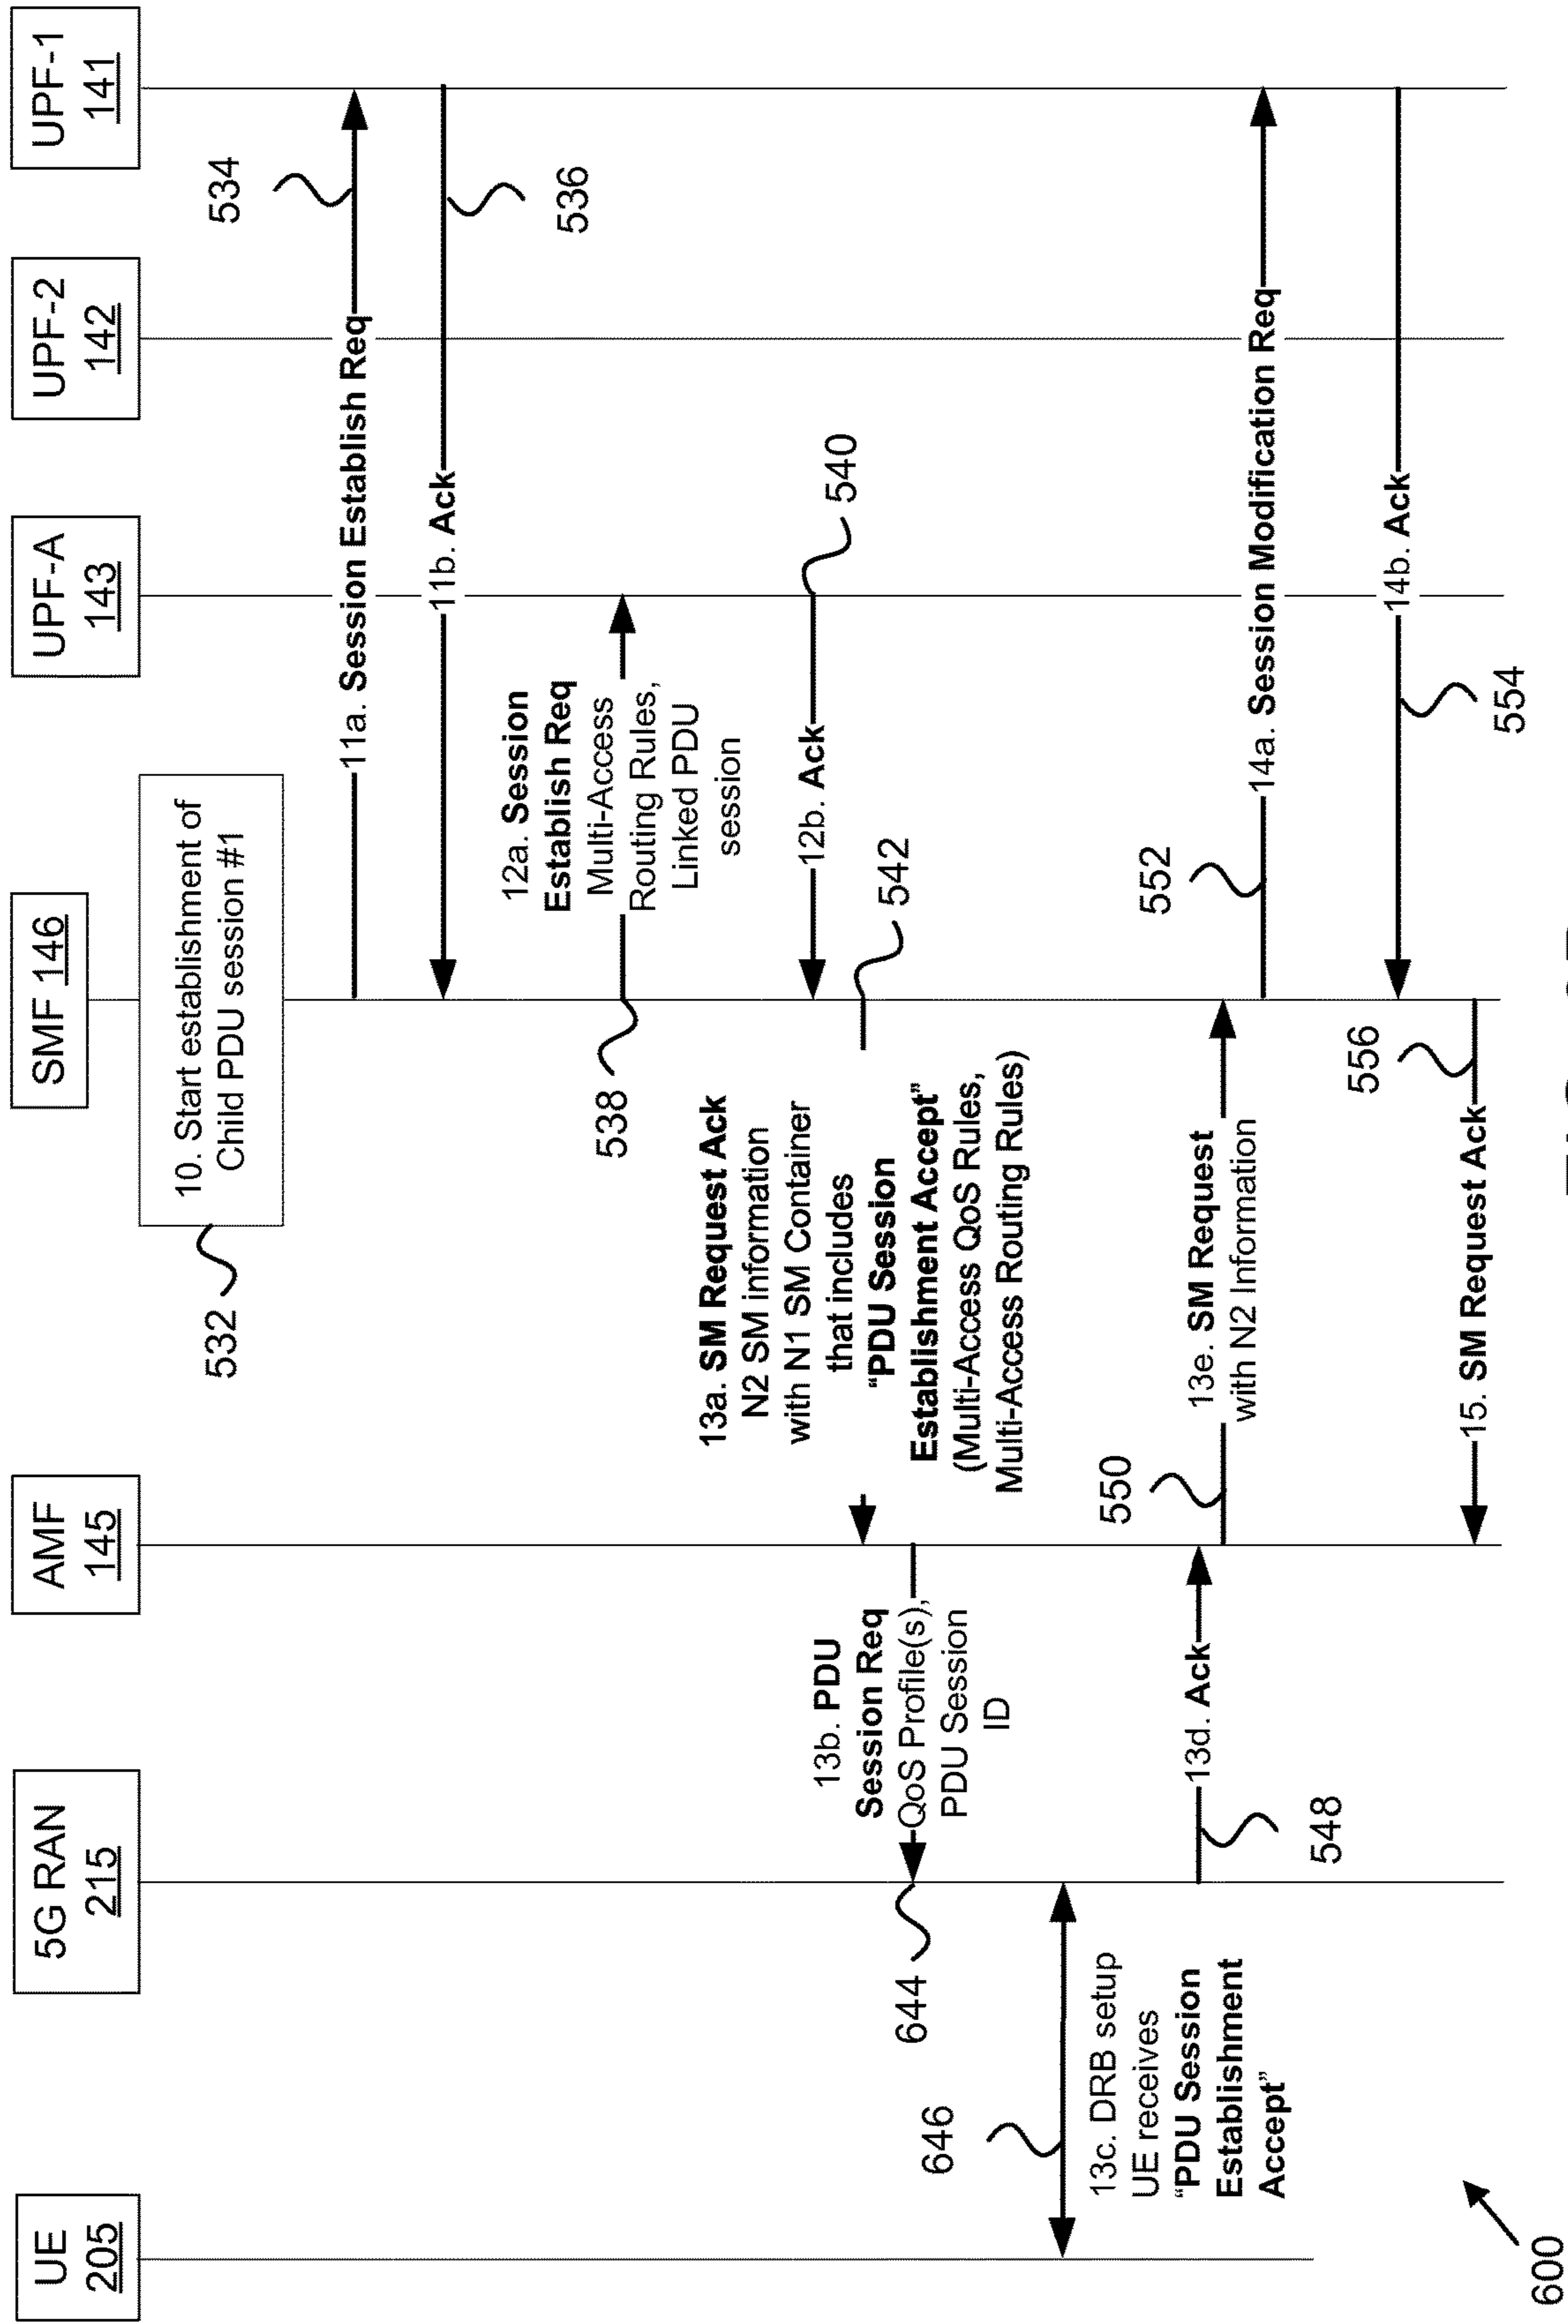 UE
205
5G RAN
215
AMF
145
SMF 146
UPF-A
143
UPF-2
142
UPF-1
141
10. Start establishment of
Child PDU session #1
532
11a. Session Establish Req
534
11b. Ack
536
12a. Session
Establish Req
Multi-Access
Routing Rules,
Linked PDU
session
538
12b. Ack
540
13a. SM Request Ack
N2 SM information
with N1 SM Container
that includes
“PDU Session
Establishment Accept”
(Multi-Access QoS Rules,
Multi-Access Routing Rules)
542
13b. PDU
Session Req
QoS Profile(s),
PDU Session
ID
644
646
13c. DRB setup
UE receives
“PDU Session
Establishment
Accept”
13d. Ack
548
550
13e. SM Request
with N2 Information
552
14a. Session Modification Req
14b. Ack
554
556
15. SM Request Ack
600